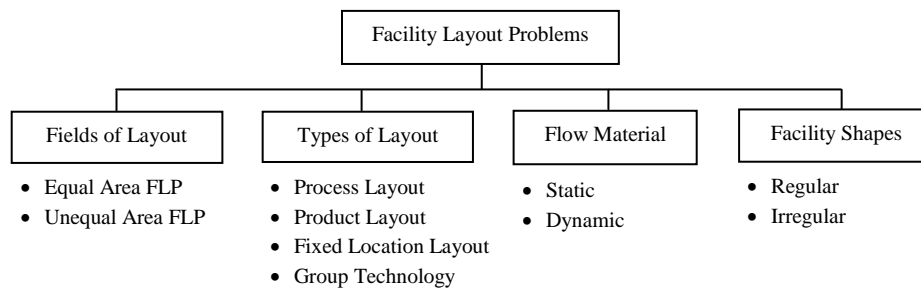 Facility Layout Problems
Fields of Layout
• Equal Area FLP
• Unequal Area FLP
Types of Layout
• Process Layout
• Product Layout
• Fixed Location Layout
• Group Technology
Flow Material
• Static
• Dynamic
Facility Shapes
• Regular
• Irregular